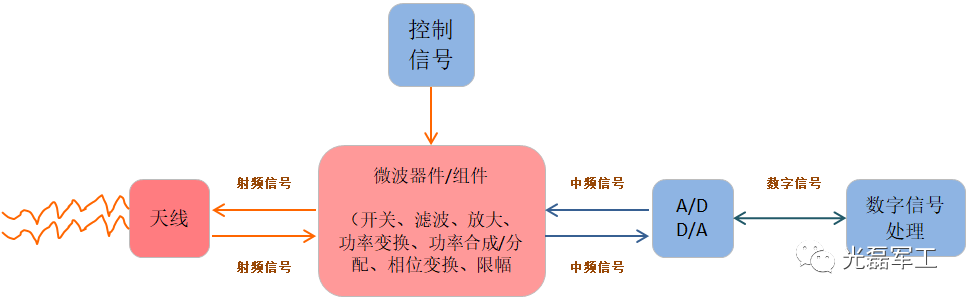 控制
信号
射频信号
天线
射频信号
微波器件/组件
（开关、滤波、放大、
功率变换、功率合成/分
配、相位变换、限幅
中频信号
中频信号
A/D
D/A
数字信号
数字信号
处理
光磊军工